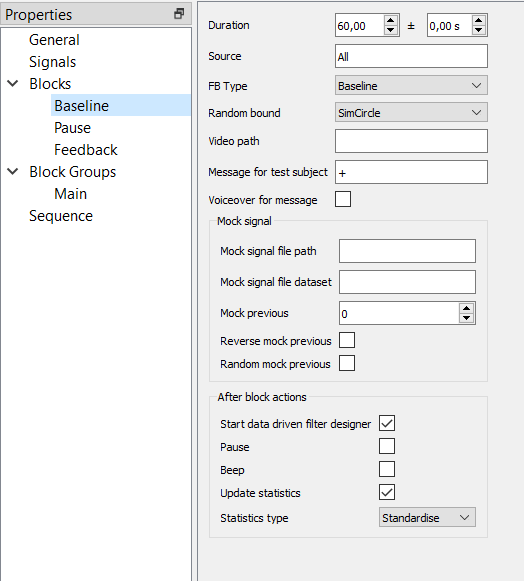 Properties
General
Signals
Blocks
Baseline
Pause
Feedback
Block Groups
Main
Sequence
Duration 60,00 ± 0,00 s
Source All
FB Type Baseline
Random bound SimCircle
Video path
Message for test subject +
Voiceover for message
Mock signal
Mock signal file path
Mock signal file dataset
Mock previous 0
Reverse mock previous
Random mock previous
After block actions
Start data driven filter designer
Pause
Beep
Update statistics
Statistics type Standardise